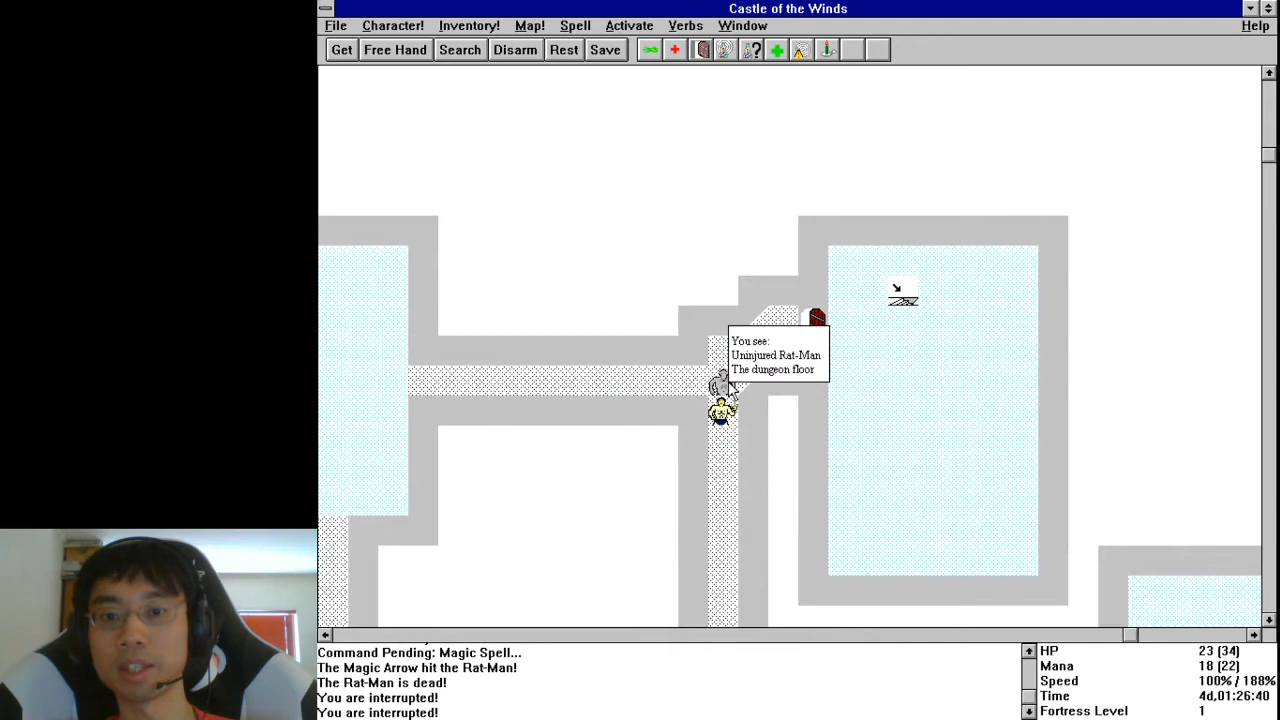 Castle of the Winds
File Character! Inventory! Map! Spell Activate Verbs Window Help
Get Free Hand Search Disarm Rest Save
You see:
Uninjured Rat-Man
The dungeon floor
Command Pending: Magic Spell...
The Magic Arrow hit the Rat-Man!
The Rat-Man is dead!
You are interrupted!
You are interrupted!
HP 23 (34)
Mana 18 (22)
Speed 100% / 188%
Time 4d,01:26:40
Fortress Level 1